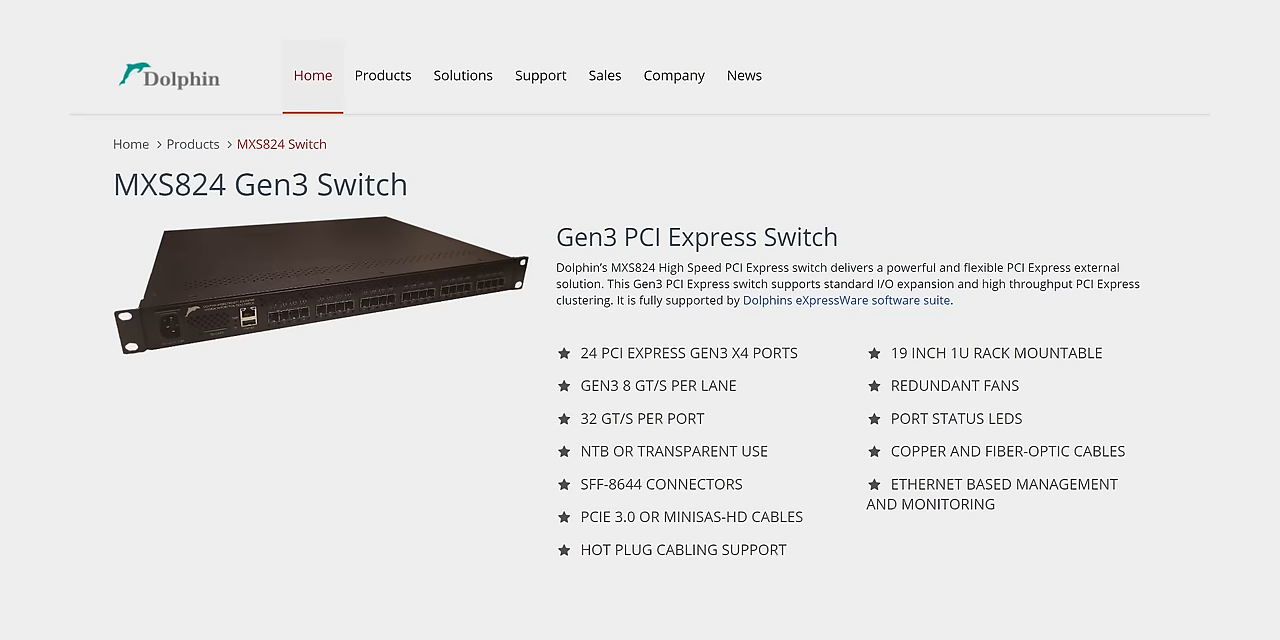 Dolphin
Home Products Solutions Support Sales Company News
Home > Products > MXS824 Switch
MXS824 Gen3 Switch
Gen3 PCI Express Switch
Dolphin’s MXS824 High Speed PCI Express switch delivers a powerful and flexible PCI Express external
solution. This Gen3 PCI Express switch supports standard I/O expansion and high throughput PCI Express
clustering. It is fully supported by Dolphins eXpressWare software suite.
24 PCI EXPRESS GEN3 X4 PORTS
GEN3 8 GT/S PER LANE
32 GT/S PER PORT
NTB OR TRANSPARENT USE
SFF-8644 CONNECTORS
PCIE 3.0 OR MINISAS-HD CABLES
HOT PLUG CABLING SUPPORT
19 INCH 1U RACK MOUNTABLE
REDUNDANT FANS
PORT STATUS LEDS
COPPER AND FIBER-OPTIC CABLES
ETHERNET BASED MANAGEMENT
AND MONITORING